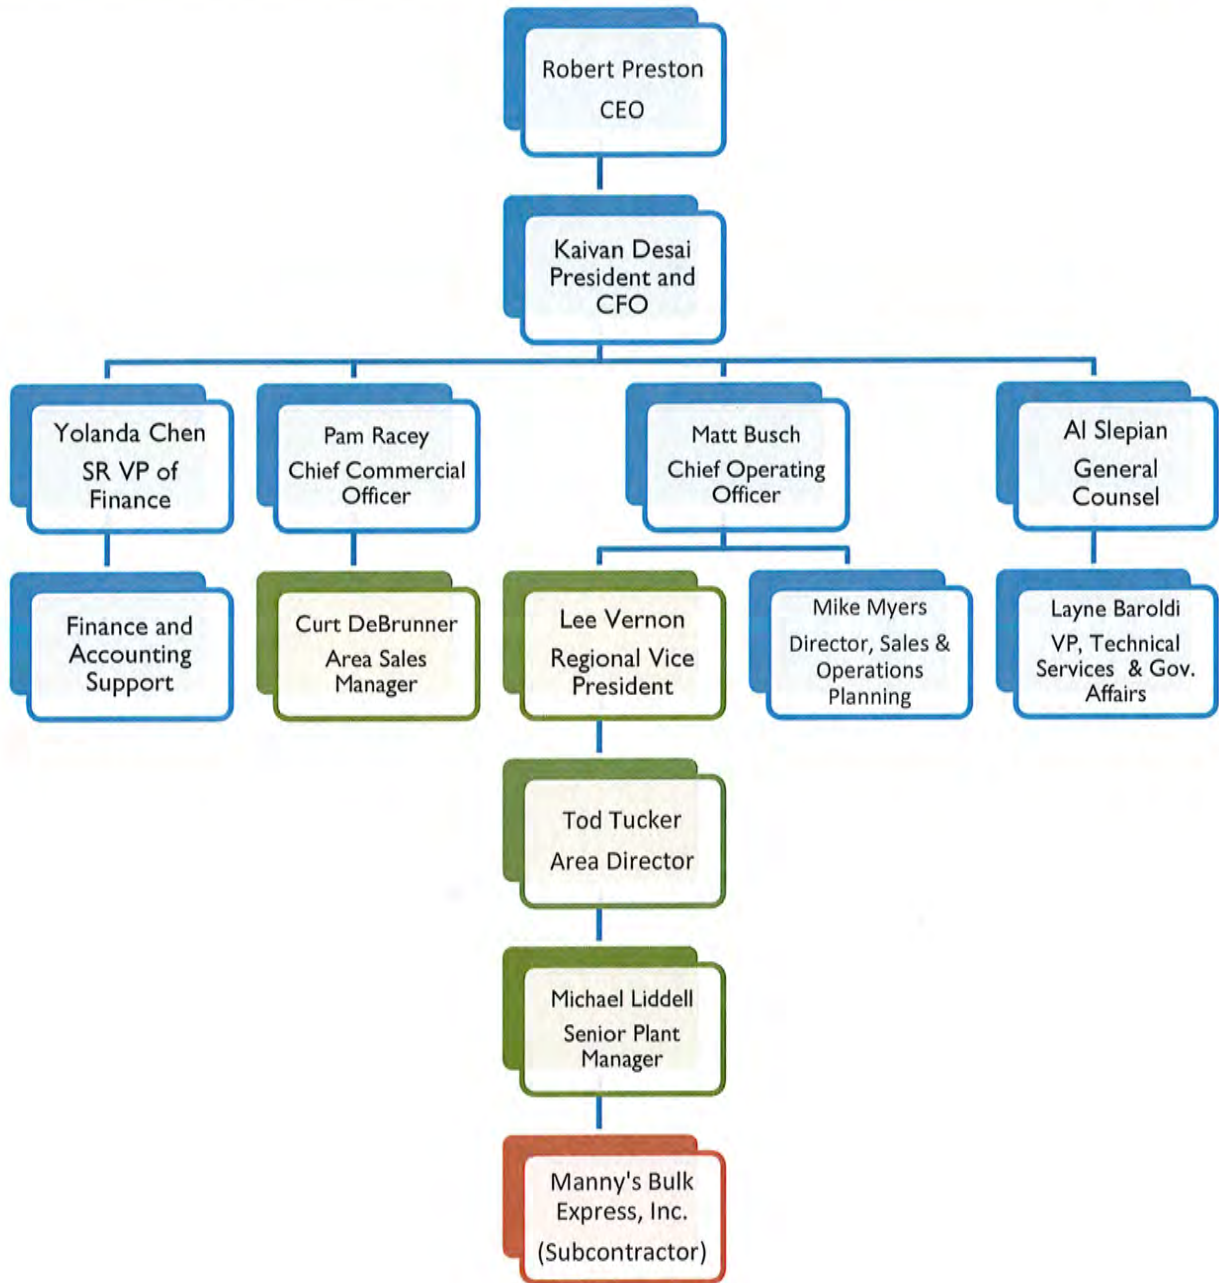 Robert Preston
CEO
Kaivan Desai
President and
CFO
Yolanda Chen
SR VP of
Finance
Pam Racey
Chief Commercial
Officer
Matt Busch
Chief Operating
Officer
Al Slepian
General
Counsel
Finance and
Accounting
Support
Curt DeBrunner
Area Sales
Manager
Lee Vernon
Regional Vice
President
Mike Myers
Director, Sales &
Operations
Planning
Layne Baroldi
VP, Technical
Services & Gov.
Affairs
Tod Tucker
Area Director
Michael Liddell
Senior Plant
Manager
Manny's Bulk
Express, Inc.
(Subcontractor)